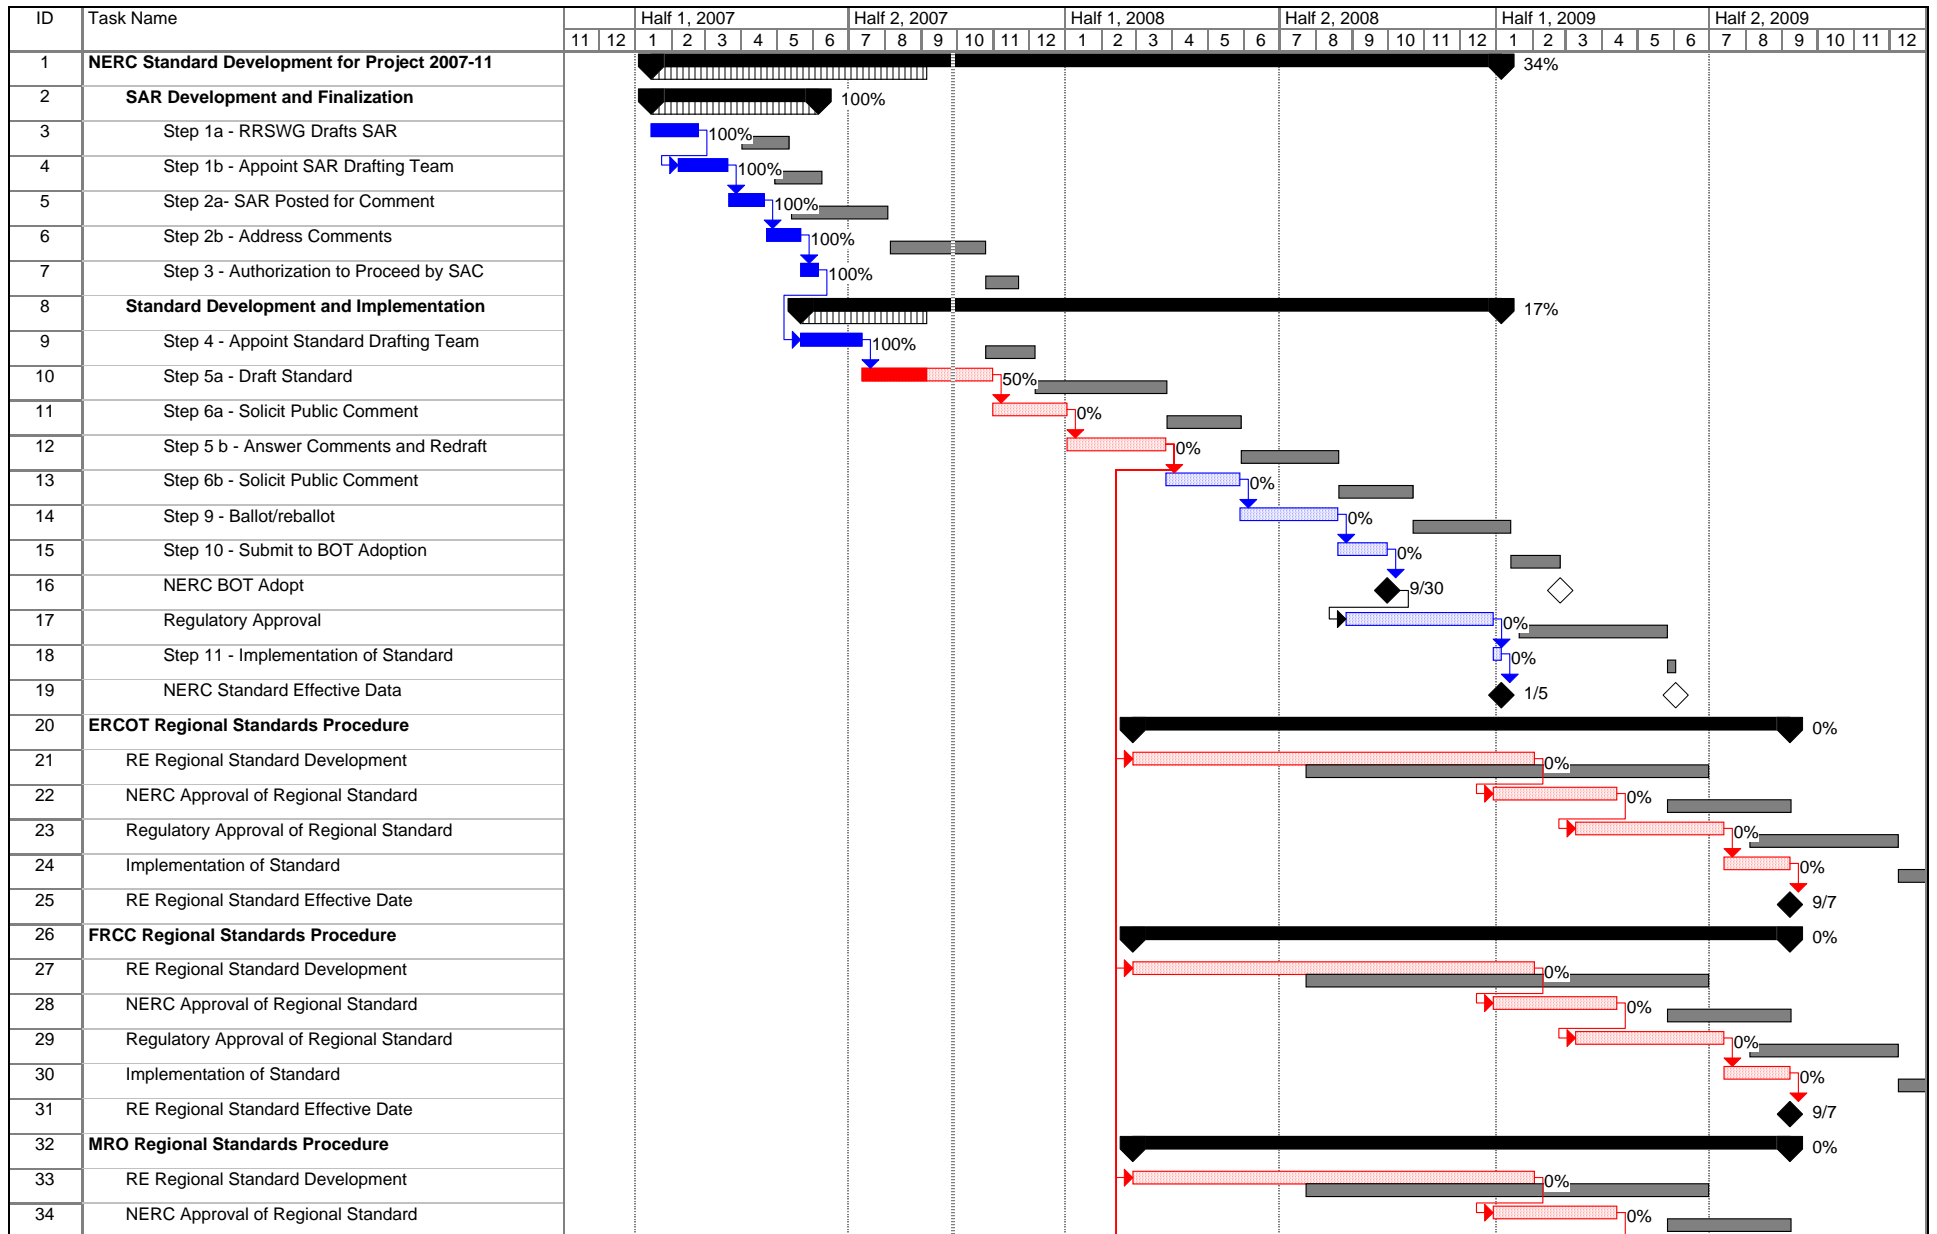 ID Task Name Half 1, 2007 Half 2, 2007 Half 1, 2008 Half 2, 2008 Half 1, 2009 Half 2, 2009
11 12 1 2 3 4 5 6 7 8 9 10 11 12 1 2 3 4 5 6 7 8 9 10 11 12 1 2 3 4 5 6 7 8 9 10 11 12
1 NERC Standard Development for Project 2007-11 34%
2 SAR Development and Finalization 100%
3 Step 1a - RRSWG Drafts SAR 100%
4 Step 1b - Appoint SAR Drafting Team 100%
5 Step 2a- SAR Posted for Comment 100%
6 Step 2b - Address Comments 100%
7 Step 3 - Authorization to Proceed by SAC 100%
8 Standard Development and Implementation 17%
9 Step 4 - Appoint Standard Drafting Team 100%
10 Step 5a - Draft Standard 50%
11 Step 6a - Solicit Public Comment 0%
12 Step 5 b - Answer Comments and Redraft 0%
13 Step 6b - Solicit Public Comment 0%
14 Step 9 - Ballot/reballot 0%
15 Step 10 - Submit to BOT Adoption 0%
16 NERC BOT Adopt 9/30
17 Regulatory Approval 0%
18 Step 11 - Implementation of Standard 0%
19 NERC Standard Effective Data 1/5
20 ERCOT Regional Standards Procedure 0%
21 RE Regional Standard Development 0%
22 NERC Approval of Regional Standard 0%
23 Regulatory Approval of Regional Standard 0%
24 Implementation of Standard 0%
25 RE Regional Standard Effective Date 9/7
26 FRCC Regional Standards Procedure 0%
27 RE Regional Standard Development 0%
28 NERC Approval of Regional Standard 0%
29 Regulatory Approval of Regional Standard 0%
30 Implementation of Standard 0%
31 RE Regional Standard Effective Date 9/7
32 MRO Regional Standards Procedure 0%
33 RE Regional Standard Development 0%
34 NERC Approval of Regional Standard 0%